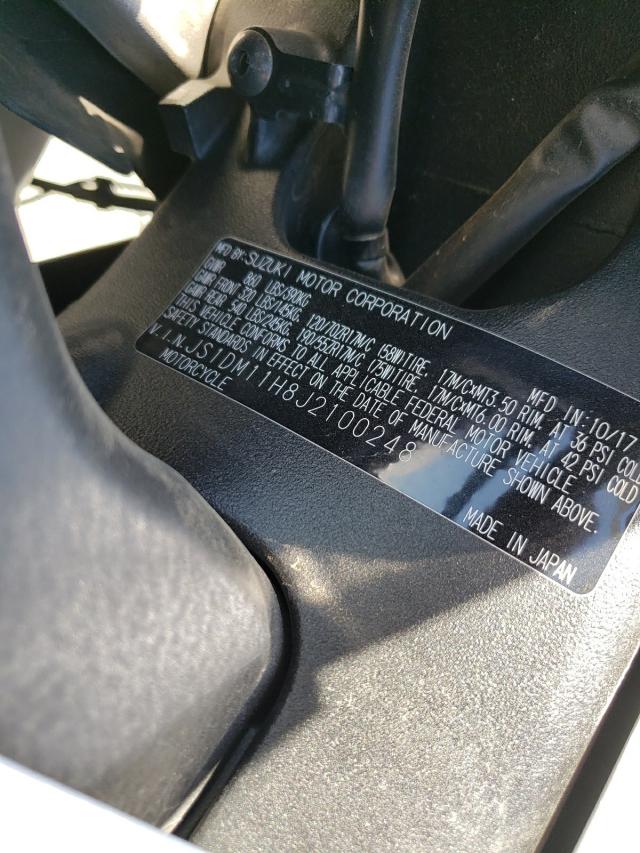 MFD BY:SUZUKI MOTOR CORPORATION MFD IN:10/17
GVWR 860 LBS(390KG
GAWR FRONT 320 LBS(145KG 120/70ZR17M/C (58W)TIRE. 17M/C×MT3.50 RIM. AT 36 PSI COLD
GAWR REAR 540 LBS(245KG 190/55ZR17M/C (75W)TIRE. 17M/C×MT6.00 RIM. AT 42 PSI COLD
THIS VEHICLE CONFORMS TO ALL APPLICABLE FEDERAL MOTOR VEHICLE
SAFETY STANDARDS IN EFFECT ON THE DATE OF MANUFACTURE SHOWN ABOVE.
V.I.N.JS1DM11H8J2100248
MOTORCYCLE MADE IN JAPAN